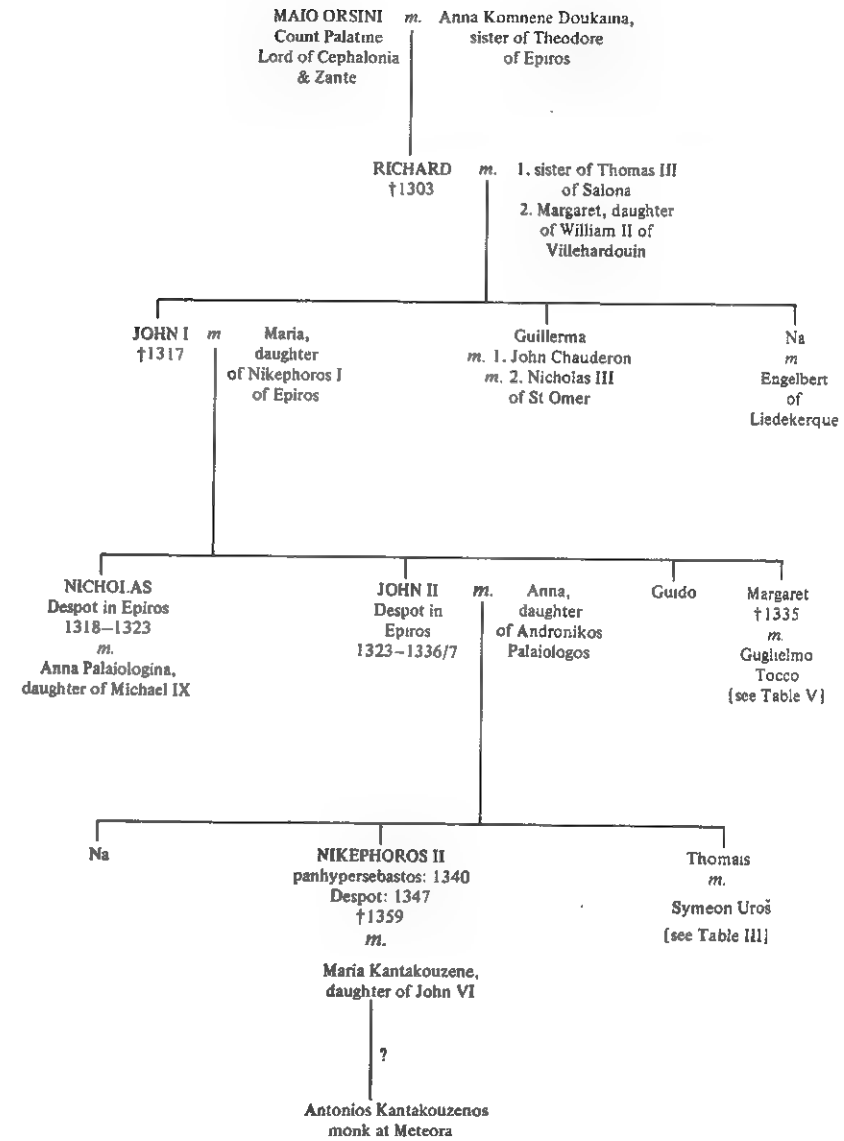 MAIO ORSINI m. Anna Komnene Doukaina,
Count Palatine sister of Theodore
Lord of Cephalonia of Epiros
& Zante
RICHARD m. 1. sister of Thomas III
†1303 of Salona
2. Margaret, daughter
of William II of
Villehardouin
JOHN I m Maria,
†1317 daughter
of Nikephoros I
of Epiros
Guillerma
m. 1. John Chauderon
m. 2. Nicholas III
of St Omer
Na
m
Engelbert
of
Liedekerque
NICHOLAS
Despot in Epiros
1318–1323
m.
Anna Palaiologina,
daughter of Michael IX
JOHN II m. Anna,
Despot in daughter
Epiros of Andronikos
1323–1336/7 Palaiologos
Guido
Margaret
†1335
m.
Guglielmo
Tocco
[see Table V]
Na
NIKEPHOROS II
panhypersebastos: 1340
Despot: 1347
†1359
m.
Maria Kantakouzene,
daughter of John VI
Thomais
m.
Symeon Uroš
[see Table III]
?
Antonios Kantakouzenos
monk at Meteora